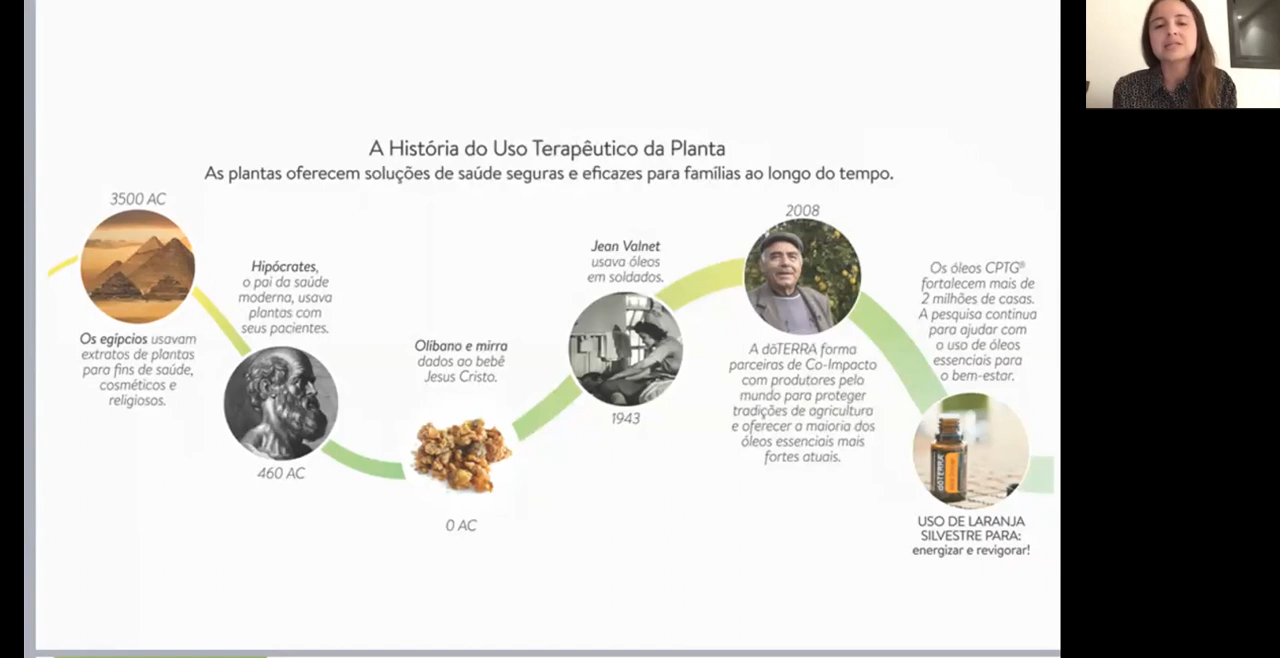 A História do Uso Terapêutico da Planta
As plantas oferecem soluções de saúde seguras e eficazes para famílias ao longo do tempo.
3500 AC
Os egípcios usavam
extratos de plantas
para fins de saúde,
cosméticos e
religiosos.
Hipócrates,
o pai da saúde
moderna, usava
plantas com
seus pacientes.
460 AC
Olíbano e mirra
dados ao bebê
Jesus Cristo.
0 AC
Jean Valnet
usava óleos
em soldados.
1943
2008
A dōTERRA forma
parceiras de Co-Impacto
com produtores pelo
mundo para proteger
tradições de agricultura
e oferecer a maioria dos
óleos essenciais mais
fortes atuais.
Os óleos CPTG®
fortalecem mais de
2 milhões de casas.
A pesquisa continua
para ajudar com
o uso de óleos
essenciais para
o bem-estar.
dōTERRA
USO DE LARANJA
SILVESTRE PARA:
energizar e revigorar!